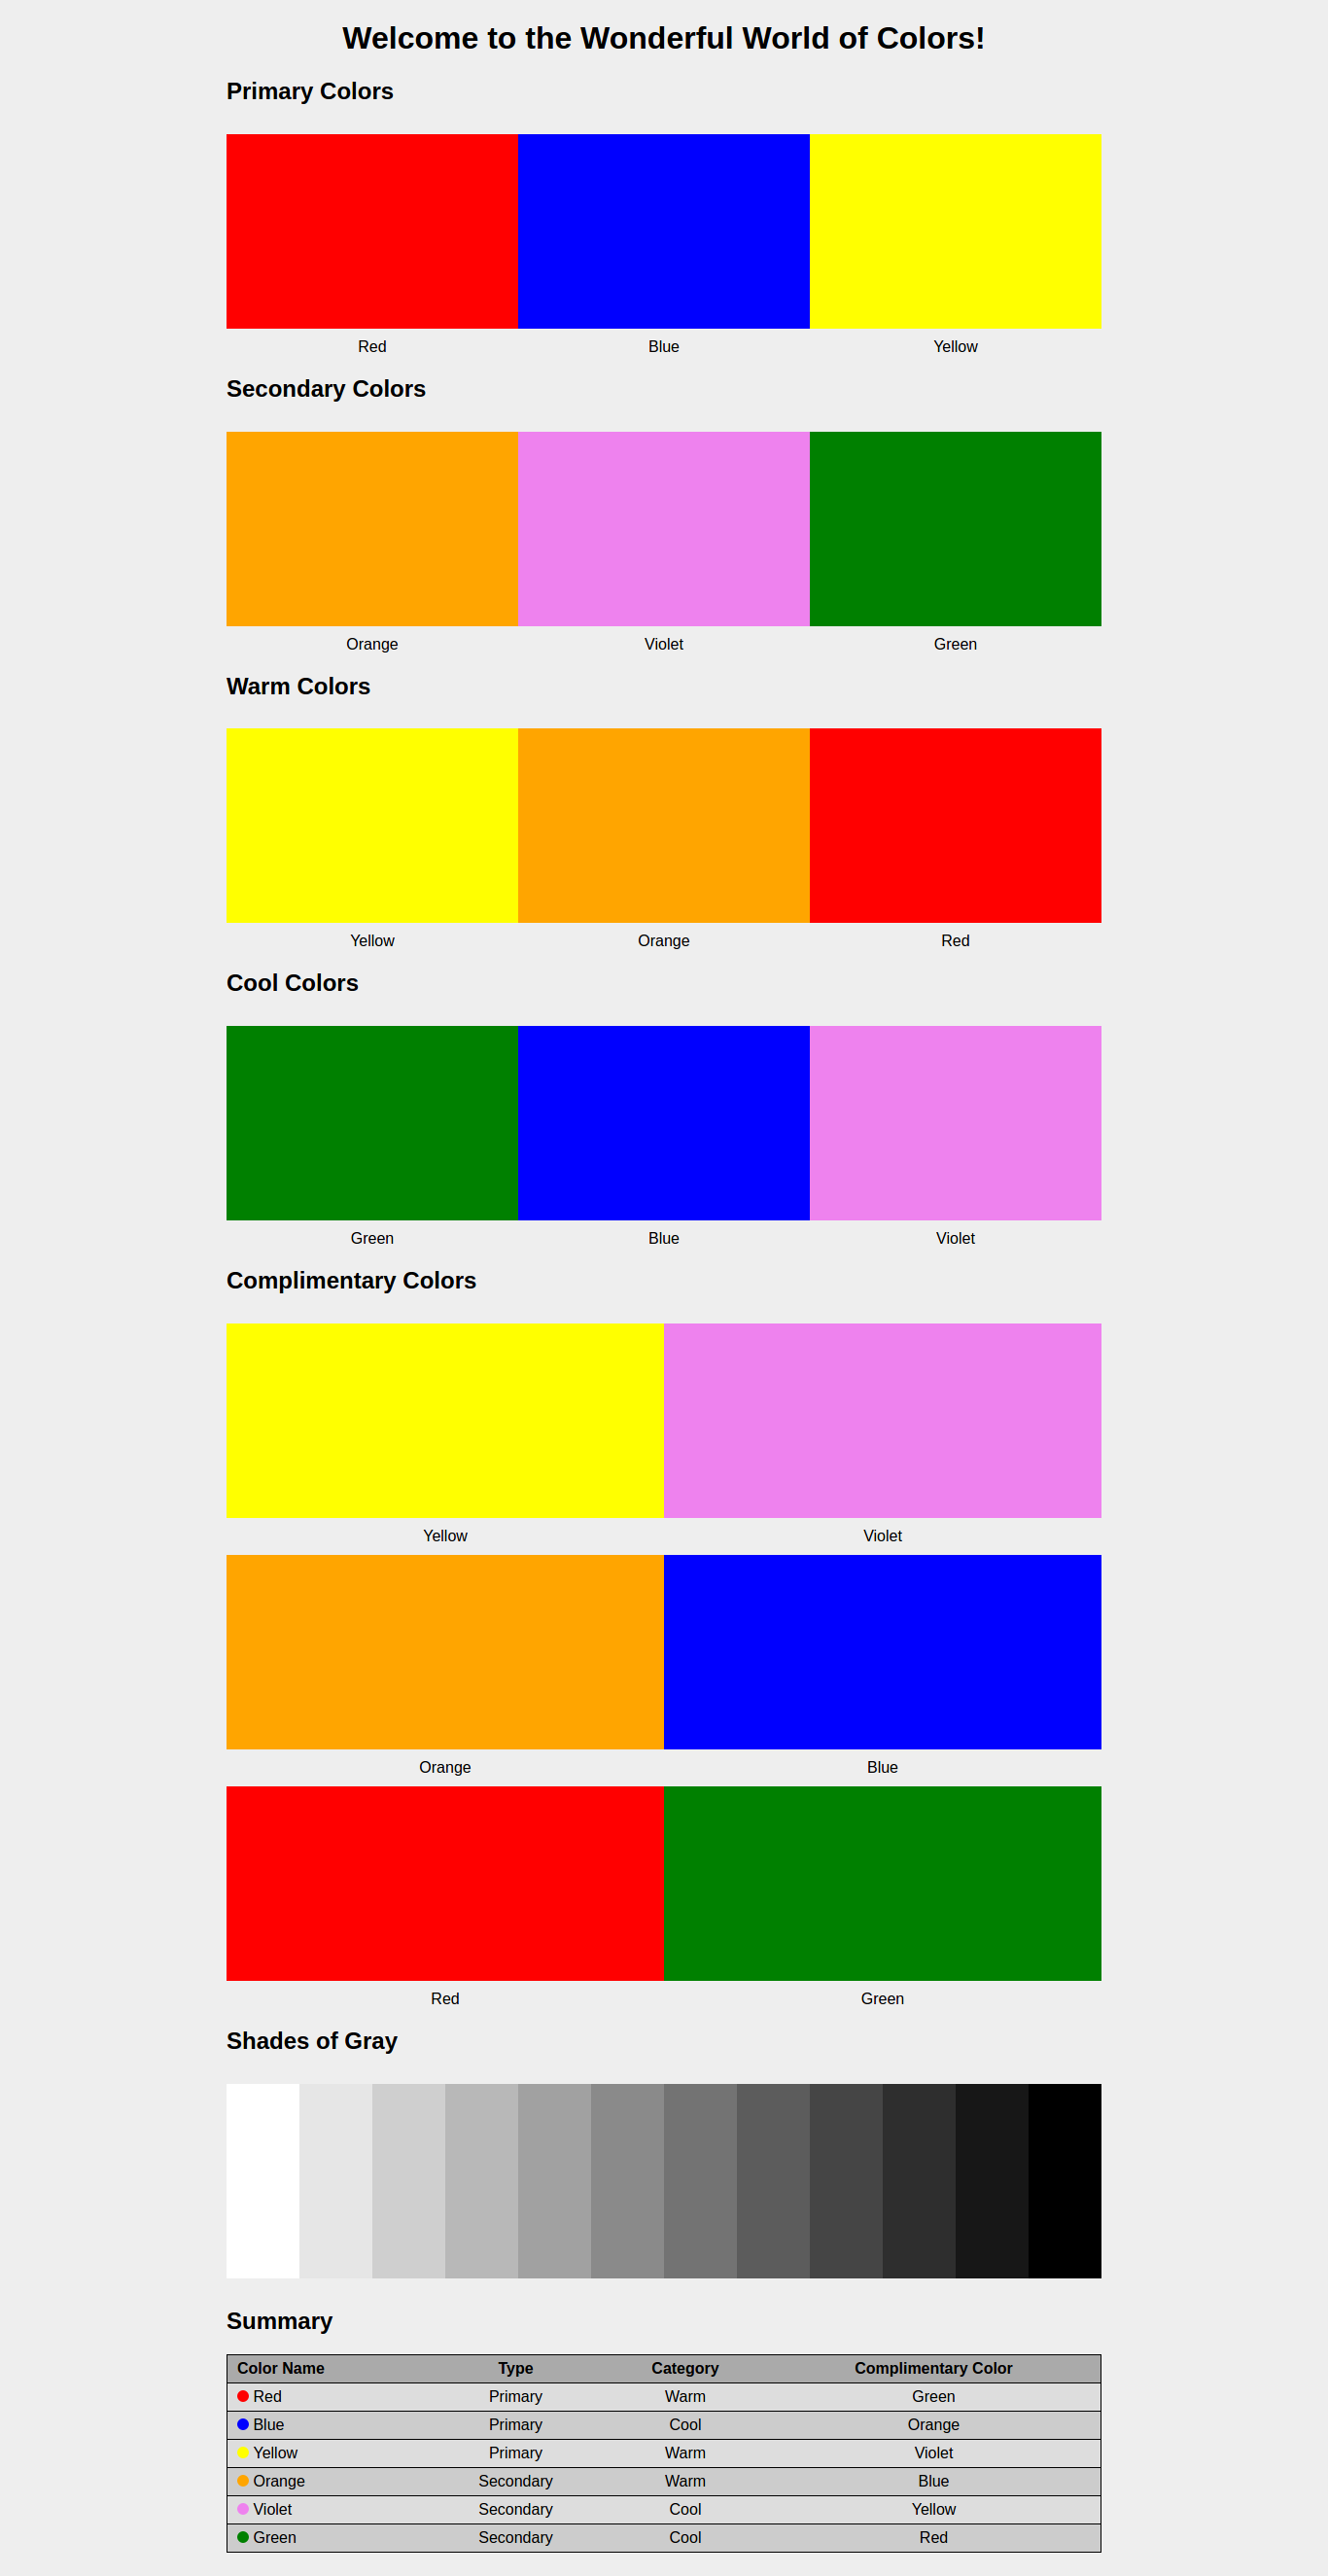 Welcome to the Wonderful World of Colors!
Primary Colors
Red Blue Yellow
Secondary Colors
Orange Violet Green
Warm Colors
Yellow Orange Red
Cool Colors
Green Blue Violet
Complimentary Colors
Yellow Violet
Orange Blue
Red Green
Shades of Gray
Summary
Color Name Type Category Complimentary Color
Red Primary Warm Green
Blue Primary Cool Orange
Yellow Primary Warm Violet
Orange Secondary Warm Blue
Violet Secondary Cool Yellow
Green Secondary Cool Red